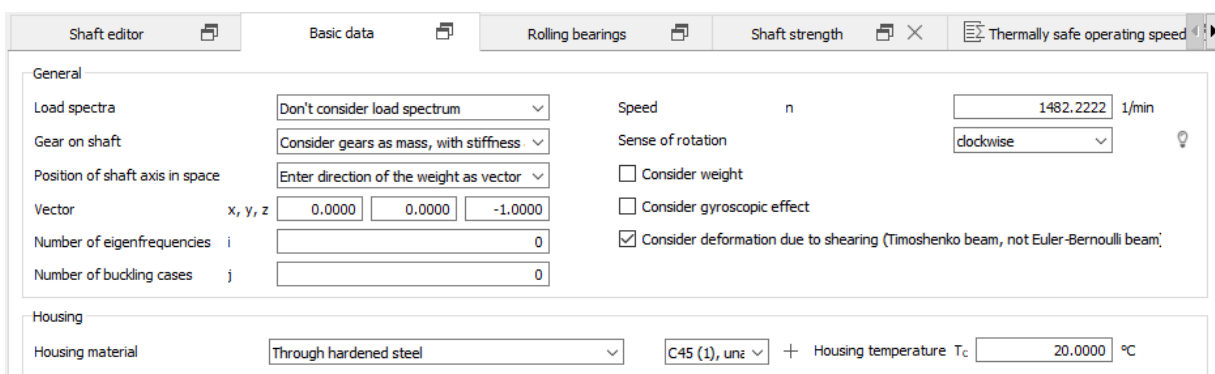 Shaft editor Basic data Rolling bearings Shaft strength Thermally safe operating speed
General
Load spectra Don't consider load spectrum Speed n 1482.2222 1/min
Gear on shaft Consider gears as mass, with stiffness Sense of rotation clockwise
Position of shaft axis in space Enter direction of the weight as vector Consider weight
Vector x, y, z 0.0000 0.0000 -1.0000 Consider gyroscopic effect
Number of eigenfrequencies i 0 Consider deformation due to shearing (Timoshenko beam, not Euler-Bernoulli beam)
Number of buckling cases j 0
Housing
Housing material Through hardened steel C45 (1), una + Housing temperature Tc 20.0000 °C